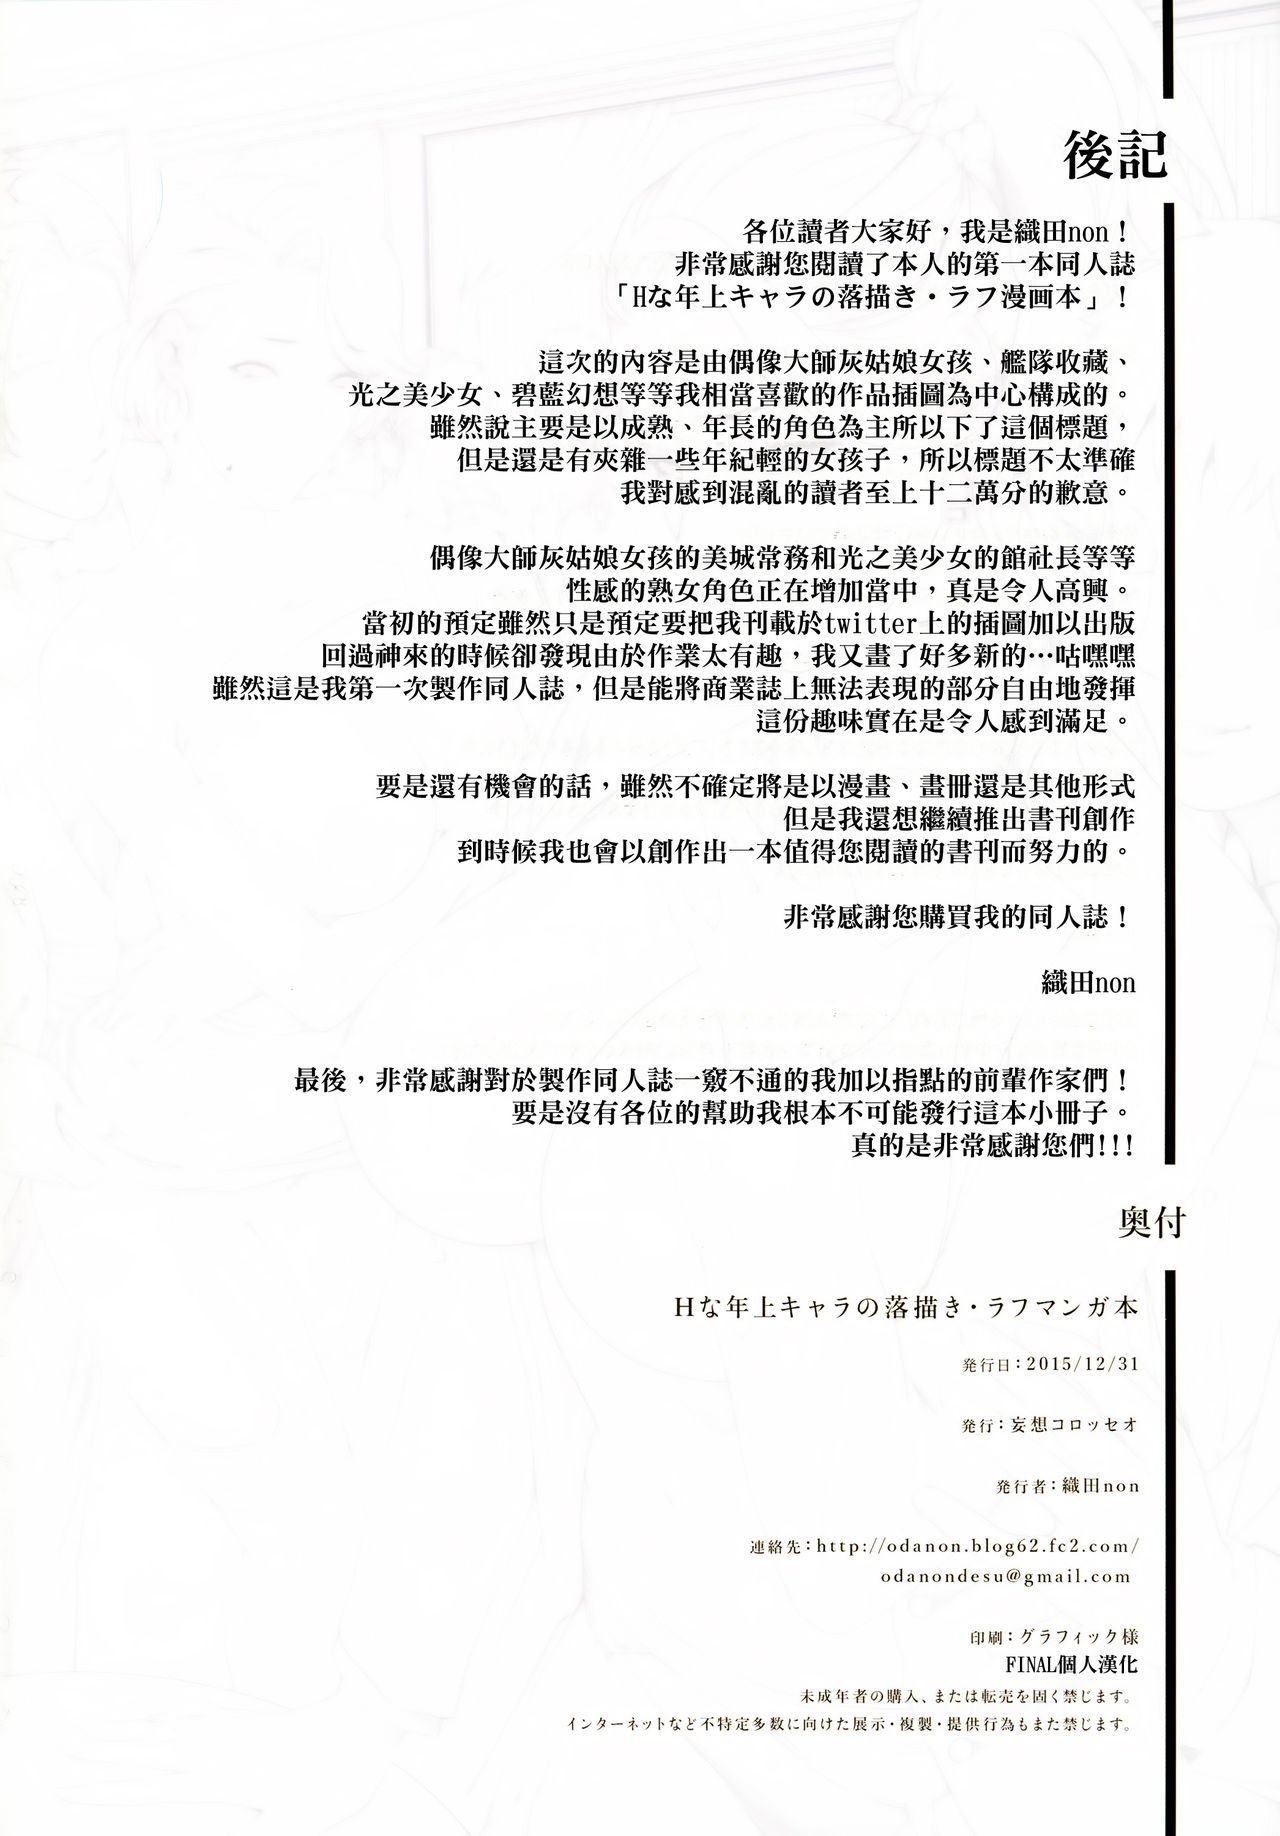 後記
各位讀者大家好，我是織田non！
非常感謝您閱讀了本人的第一本同人誌
「Hな年上キャラの落描き・ラフ漫画本」！
這次的內容是由偶像大師灰姑娘女孩、艦隊收藏、
光之美少女、碧藍幻想等等我相當喜歡的作品插圖為中心構成的。
雖然說主要是以成熟、年長的角色為主所以下了這個標題，
但是還是有夾雜一些年紀輕的女孩子，所以標題不太準確
我對感到混亂的讀者至上十二萬分的歉意。
偶像大師灰姑娘女孩的美城常務和光之美少女的館社長等等
性感的熟女角色正在增加當中，真是令人高興。
當初的預定雖然只是預定要把我刊載於twitter上的插圖加以出版
回過神來的時候卻發現由於作業太有趣，我又畫了好多新的…咕嘿嘿
雖然這是我第一次製作同人誌，但是能將商業誌上無法表現的部分自由地發揮
這份趣味實在是令人感到滿足。
要是還有機會的話，雖然不確定將是以漫畫、畫冊還是其他形式
但是我還想繼續推出書刊創作
到時候我也會以創作出一本值得您閱讀的書刊而努力的。
非常感謝您購買我的同人誌！
織田non
最後，非常感謝對於製作同人誌一竅不通的我加以指點的前輩作家們！
要是沒有各位的幫助我根本不可能發行這本小冊子。
真的是非常感謝您們!!!
奥付
Hな年上キャラの落描き・ラフマンガ本
発行日：2015/12/31
発行：妄想コロッセオ
発行者：織田non
連絡先：http://odanon.blog62.fc2.com/
odanondesu@gmail.com
印刷：グラフィック様
FINAL個人漢化
未成年者の購入、または転売を固く禁じます。
インターネットなど不特定多数に向けた展示・複製・提供行為もまた禁じます。